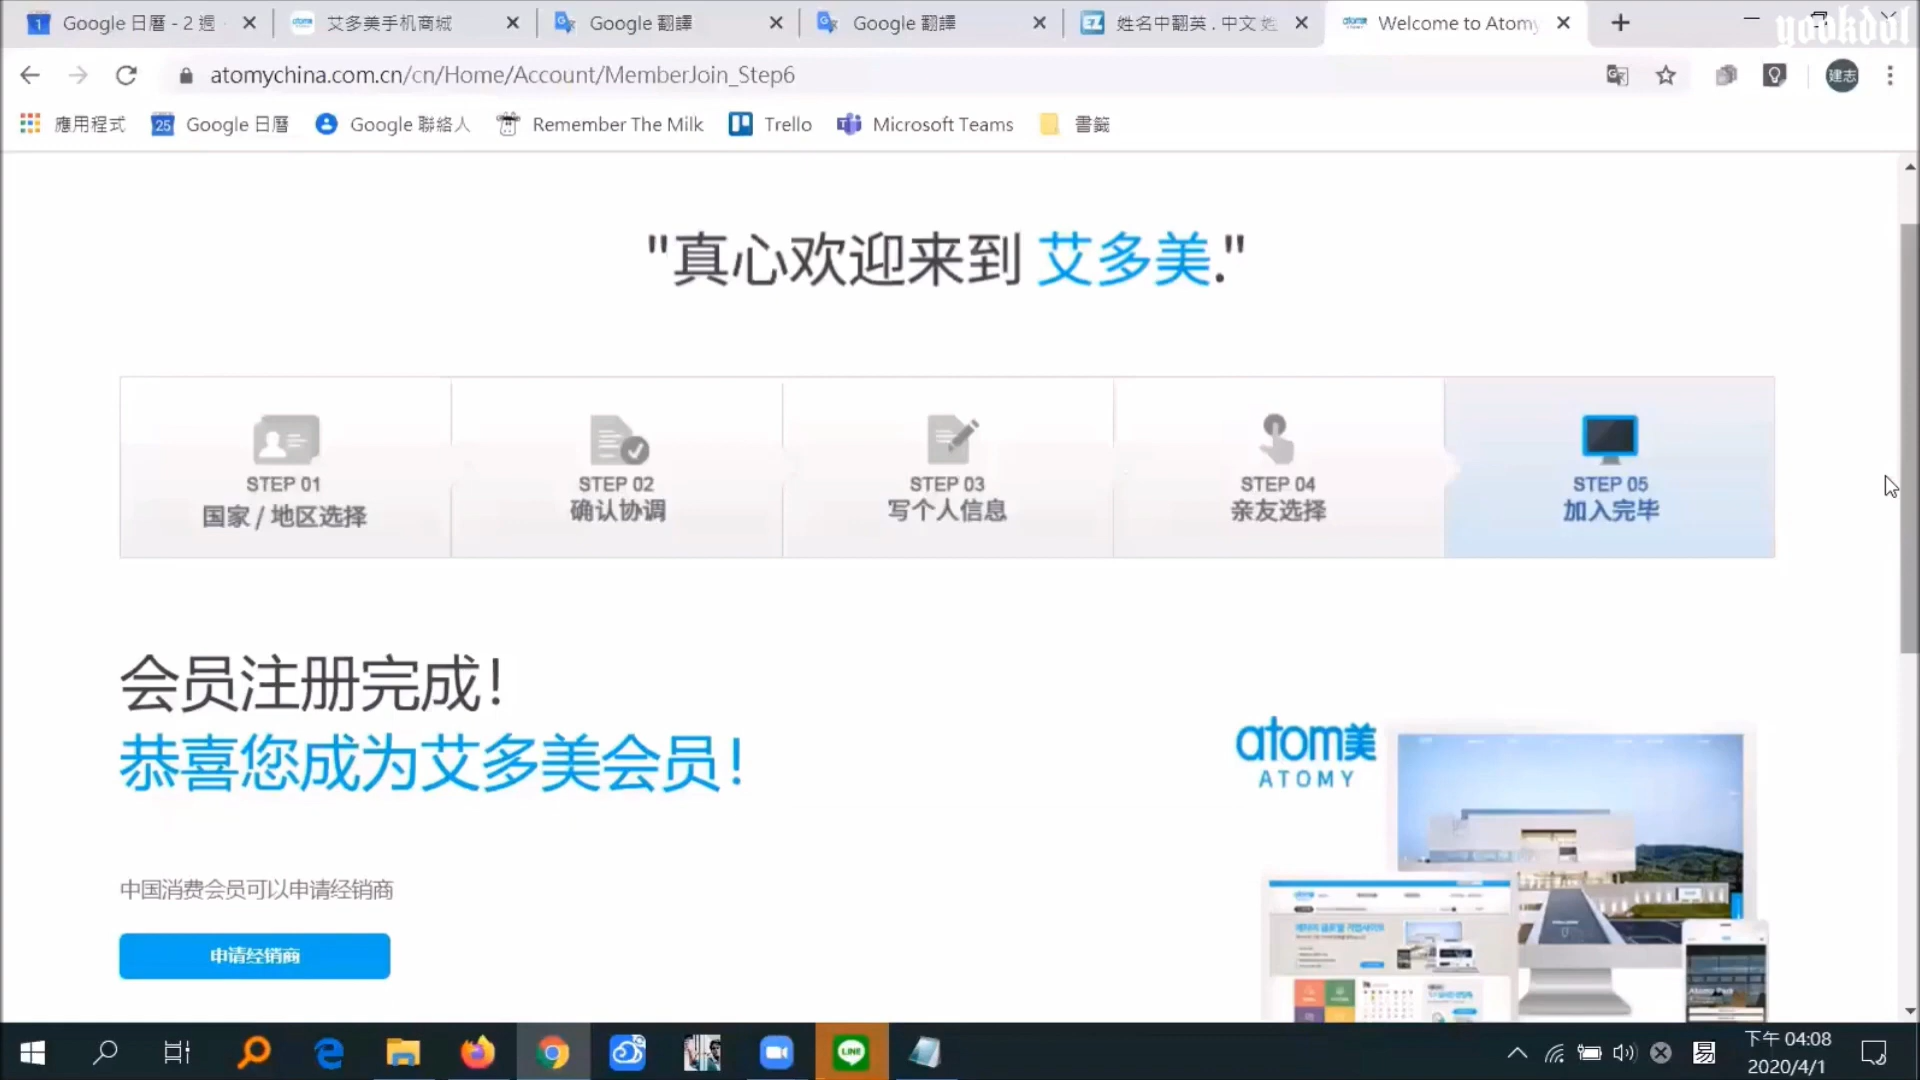 Google 日曆 - 2 週
艾多美手机商城
Google 翻譯
Google 翻譯
姓名中翻英 . 中文姓
Welcome to Atomy
yookdol
atomychina.com.cn/cn/Home/Account/MemberJoin_Step6
建志
應用程式
Google 日曆
Google 聯絡人
Remember The Milk
Trello
Microsoft Teams
書籤
"真心欢迎来到 艾多美."
STEP 01
国家 / 地区选择
STEP 02
确认协调
STEP 03
写个人信息
STEP 04
亲友选择
STEP 05
加入完毕
会员注册完成!
恭喜您成为艾多美会员!
中国消费会员可以申请经销商
申请经销商
atom美
ATOMY
LINE
易
下午 04:08
2020/4/1